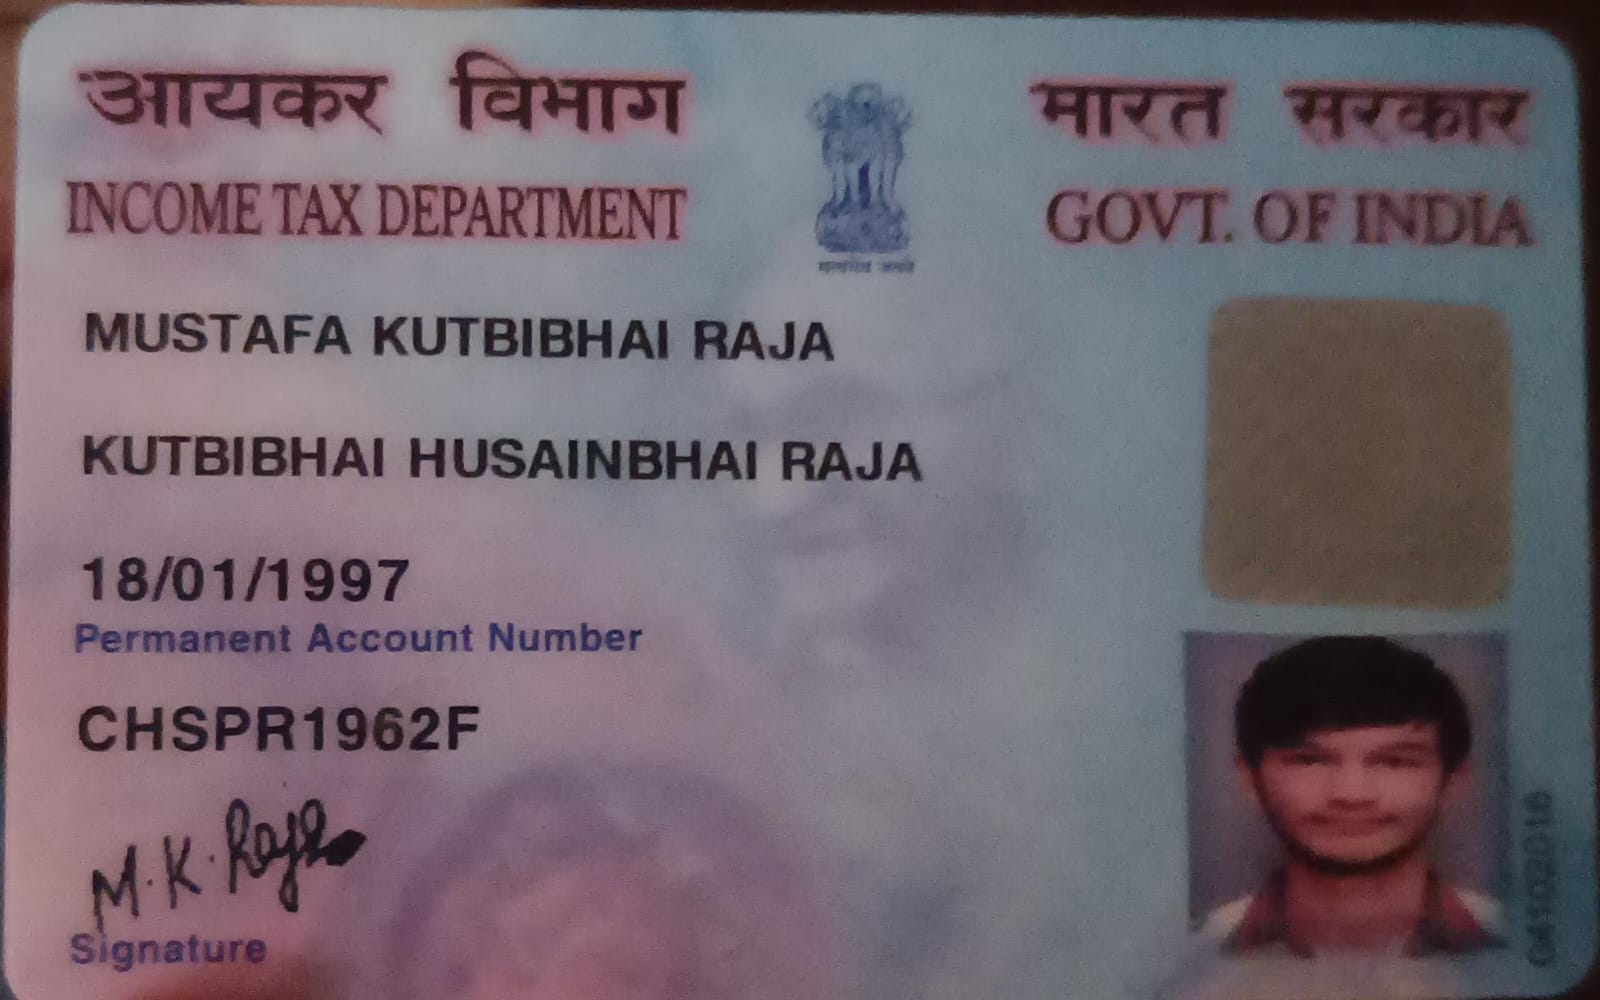 आयकर विभाग
INCOME TAX DEPARTMENT
भारत सरकार
GOVT. OF INDIA
सत्यमेव जयते
MUSTAFA KUTBIBHAI RAJA
KUTBIBHAI HUSAINBHAI RAJA
18/01/1997
Permanent Account Number
CHSPR1962F
M.K. Raja
Signature
04102016